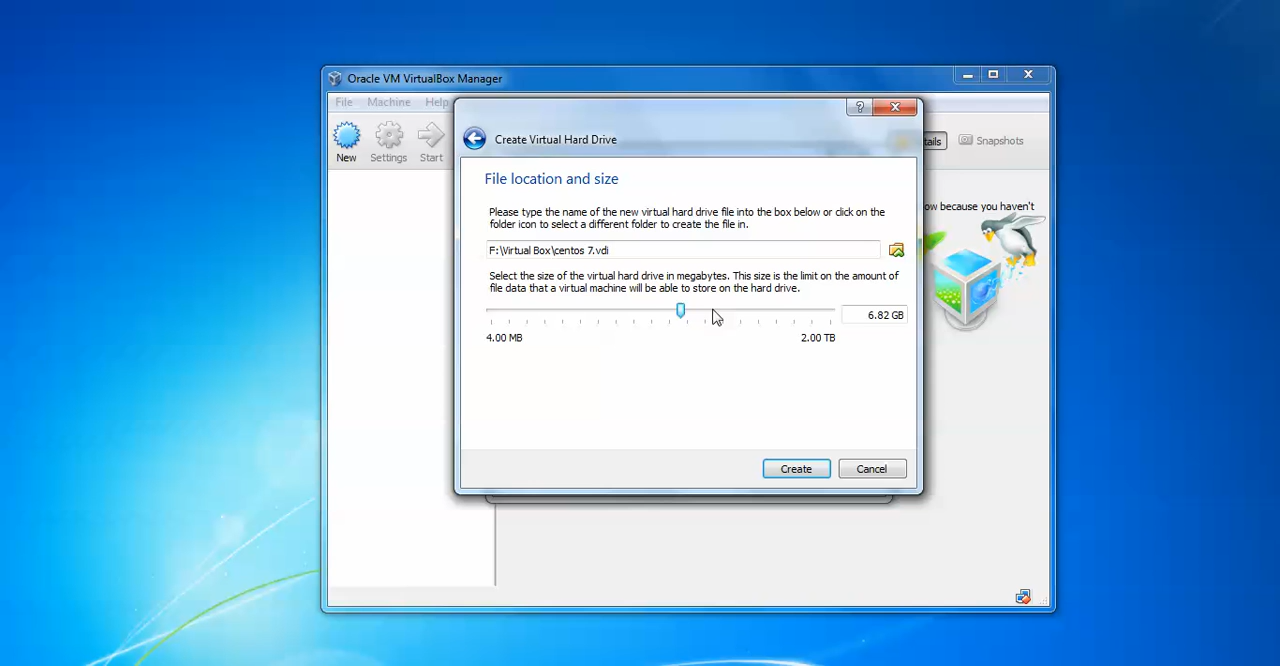 Oracle VM VirtualBox Manager
File Machine Help
New Settings Start
tails Snapshots
ow because you haven't
?
Create Virtual Hard Drive
File location and size
Please type the name of the new virtual hard drive file into the box below or click on the
folder icon to select a different folder to create the file in.
F:\Virtual Box\centos 7.vdi
Select the size of the virtual hard drive in megabytes. This size is the limit on the amount of
file data that a virtual machine will be able to store on the hard drive.
6.82 GB
4.00 MB 2.00 TB
Create Cancel